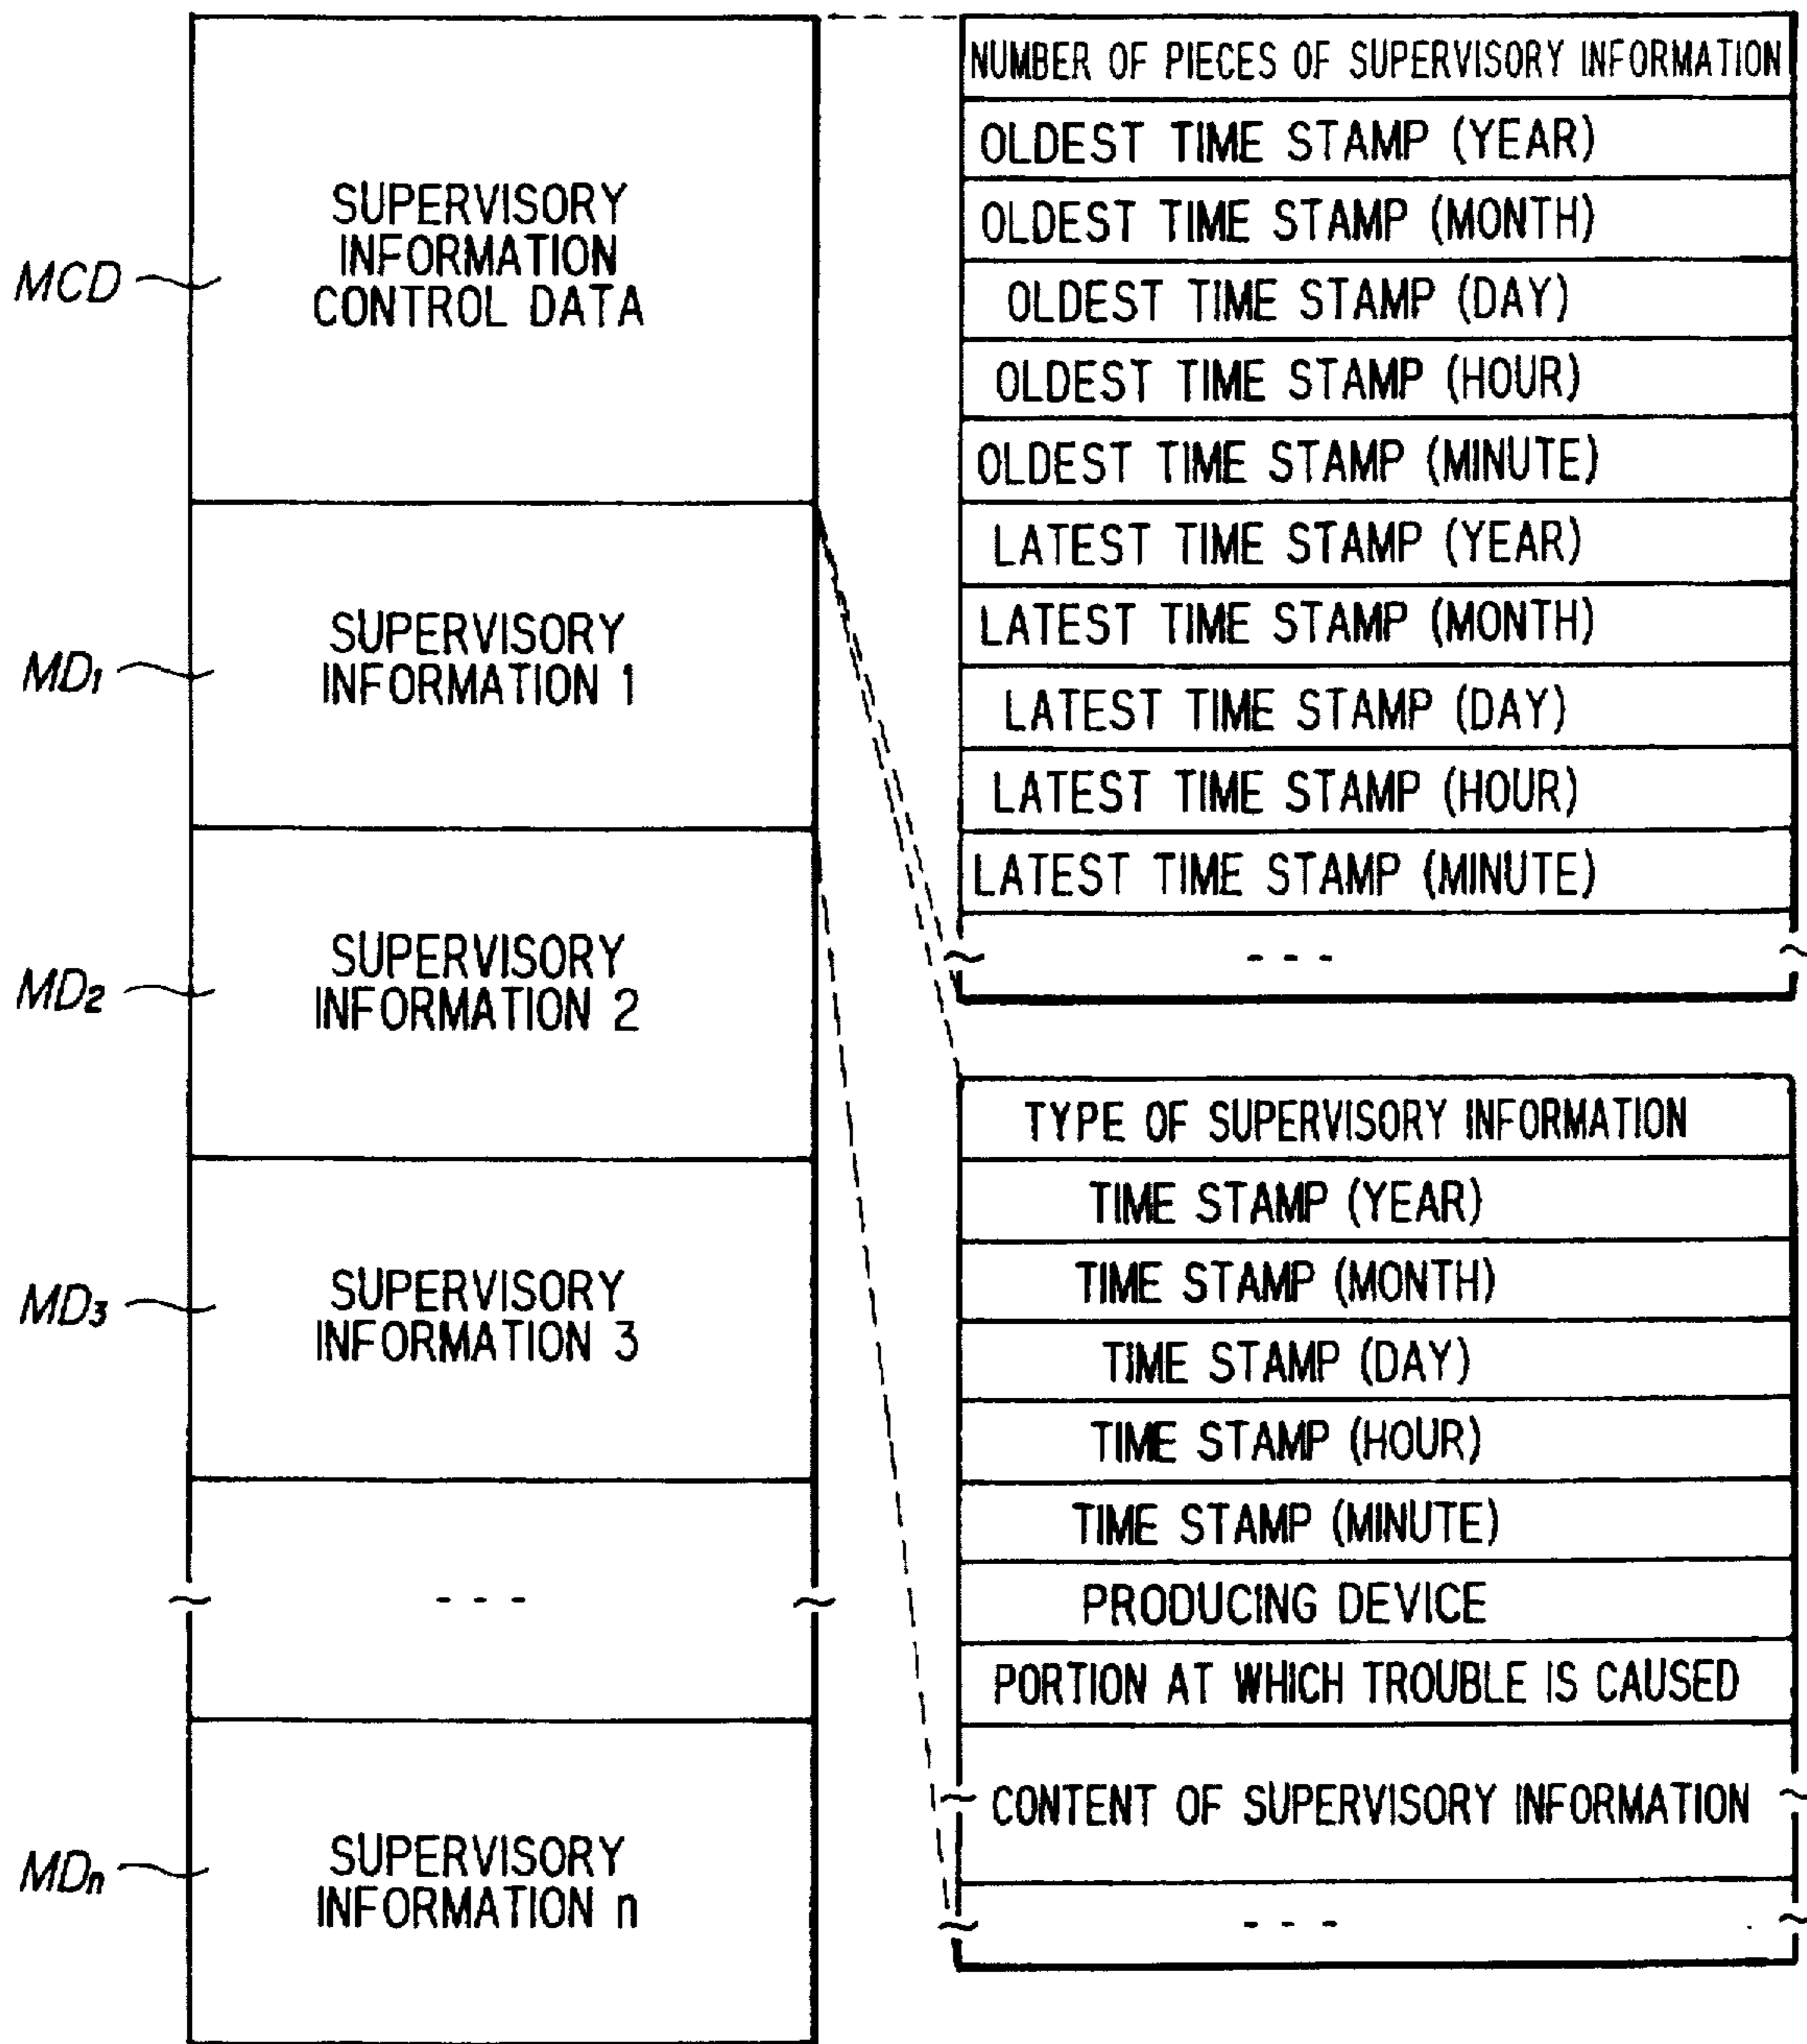 MCD
SUPERVISORY
INFORMATION
CONTROL DATA
MD1
SUPERVISORY
INFORMATION 1
MD2
SUPERVISORY
INFORMATION 2
MD3
SUPERVISORY
INFORMATION 3
- - -
MDn
SUPERVISORY
INFORMATION n
NUMBER OF PIECES OF SUPERVISORY INFORMATION
OLDEST TIME STAMP (YEAR)
OLDEST TIME STAMP (MONTH)
OLDEST TIME STAMP (DAY)
OLDEST TIME STAMP (HOUR)
OLDEST TIME STAMP (MINUTE)
LATEST TIME STAMP (YEAR)
LATEST TIME STAMP (MONTH)
LATEST TIME STAMP (DAY)
LATEST TIME STAMP (HOUR)
LATEST TIME STAMP (MINUTE)
- - -
TYPE OF SUPERVISORY INFORMATION
TIME STAMP (YEAR)
TIME STAMP (MONTH)
TIME STAMP (DAY)
TIME STAMP (HOUR)
TIME STAMP (MINUTE)
PRODUCING DEVICE
PORTION AT WHICH TROUBLE IS CAUSED
CONTENT OF SUPERVISORY INFORMATION
- - -